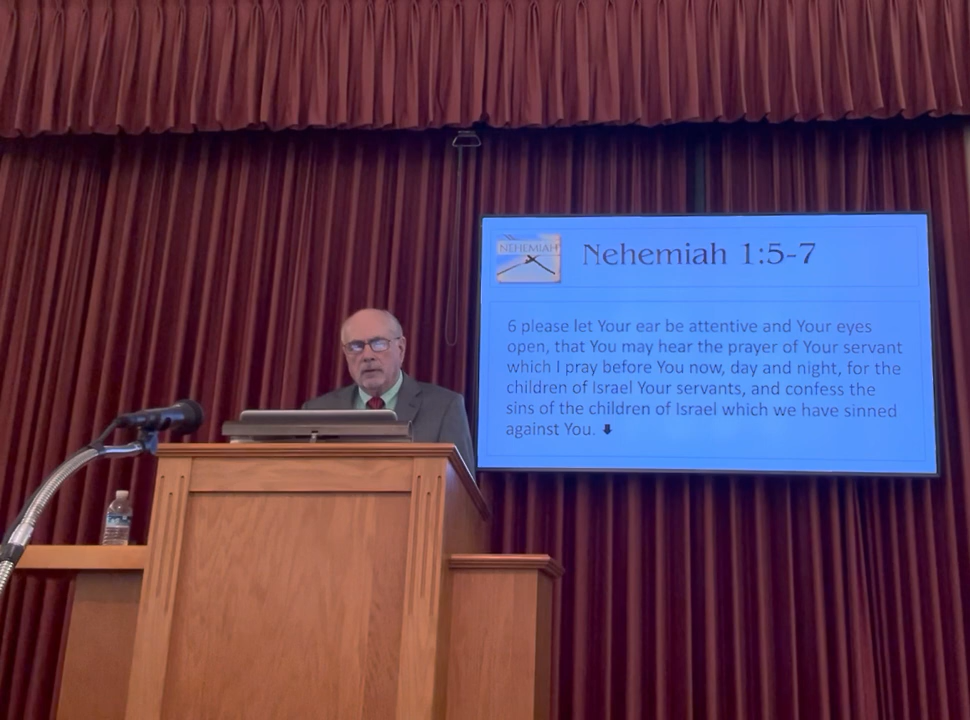 NEHEMIAH
Nehemiah 1:5-7
6 please let Your ear be attentive and Your eyes
open, that You may hear the prayer of Your servant
which I pray before You now, day and night, for the
children of Israel Your servants, and confess the
sins of the children of Israel which we have sinned
against You.